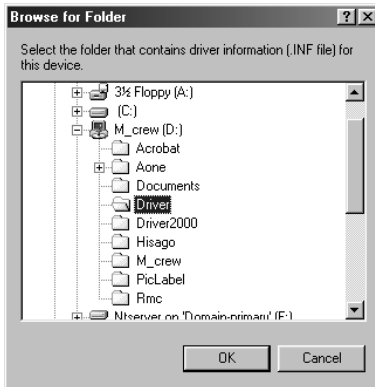 Browse for Folder
Select the folder that contains driver information (.INF file) for
this device.
3½ Floppy (A:)
(C:)
M_crew (D:)
Acrobat
Aone
Documents
Driver
Driver2000
Hisago
M_crew
PicLabel
Rmc
Ntserver on 'Domain-primary' (F:)
OK
Cancel